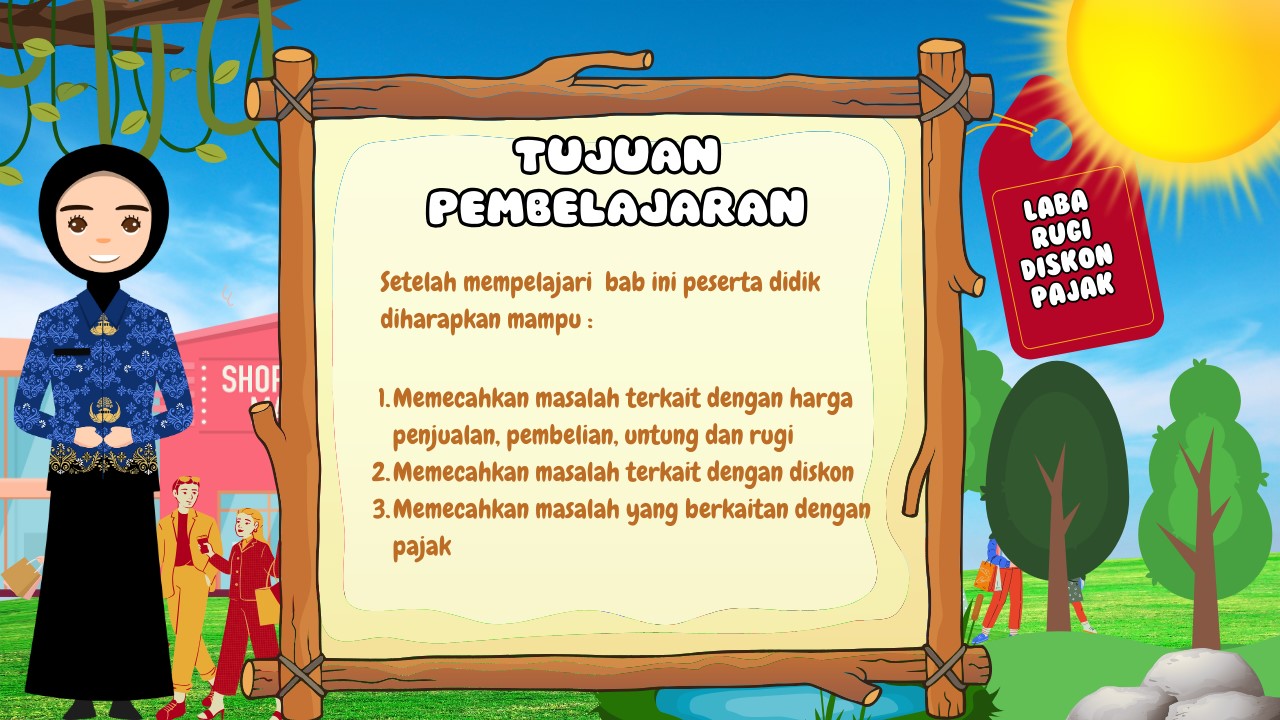 TUJUAN
PEMBELAJARAN
Setelah mempelajari bab ini peserta didik
diharapkan mampu :
1. Memecahkan masalah terkait dengan harga
penjualan, pembelian, untung dan rugi
2. Memecahkan masalah terkait dengan diskon
3. Memecahkan masalah yang berkaitan dengan
pajak
LABA
RUGI
DISKON
PAJAK
SHOP